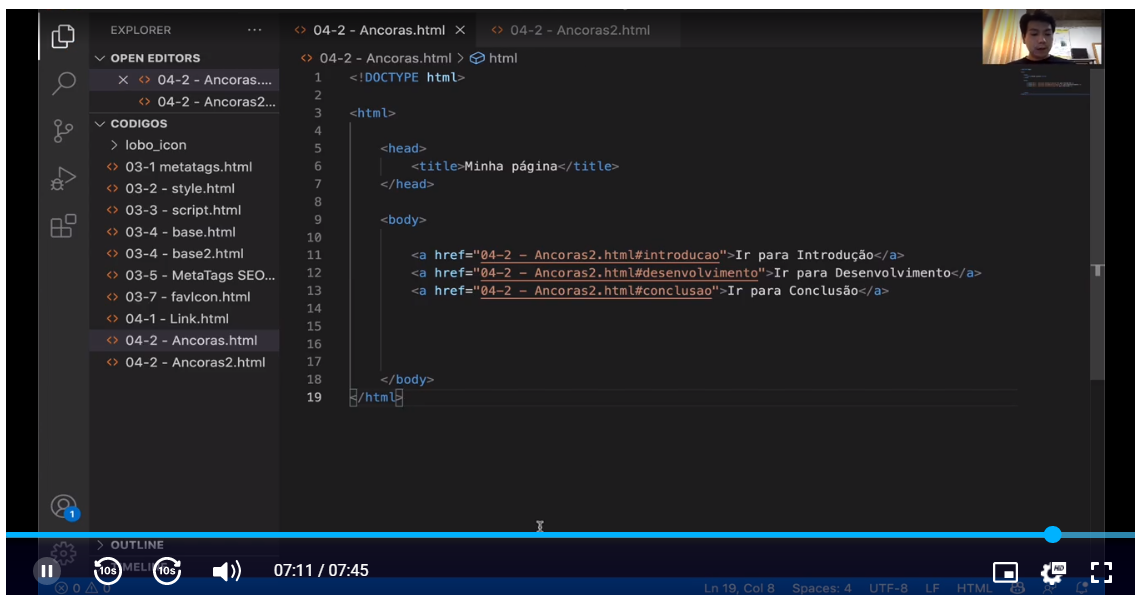 EXPLORER ...
OPEN EDITORS
04-2 - Ancoras....
04-2 - Ancoras2...
CODIGOS
lobo_icon
03-1 metatags.html
03-2 - style.html
03-3 - script.html
03-4 - base.html
03-4 - base2.html
03-5 - MetaTags SEO...
03-7 - favIcon.html
04-1 - Link.html
04-2 - Ancoras.html
04-2 - Ancoras2.html
1
OUTLINE
TIMELINE
04-2 - Ancoras.html 04-2 - Ancoras2.html
04-2 - Ancoras.html > html
1 <!DOCTYPE html>
2
3 <html>
4
5 <head>
6 <title>Minha página</title>
7 </head>
8
9 <body>
10
11 <a href="04-2 - Ancoras2.html#introducao">Ir para Introdução</a>
12 <a href="04-2 - Ancoras2.html#desenvolvimento">Ir para Desenvolvimento</a>
13 <a href="04-2 - Ancoras2.html#conclusao">Ir para Conclusão</a>
14
15
16
17
18 </body>
19 </html>
T
10s 10s 07:11 / 07:45 HD
0 0 Ln 19, Col 8 Spaces: 4 UTF-8 LF HTML